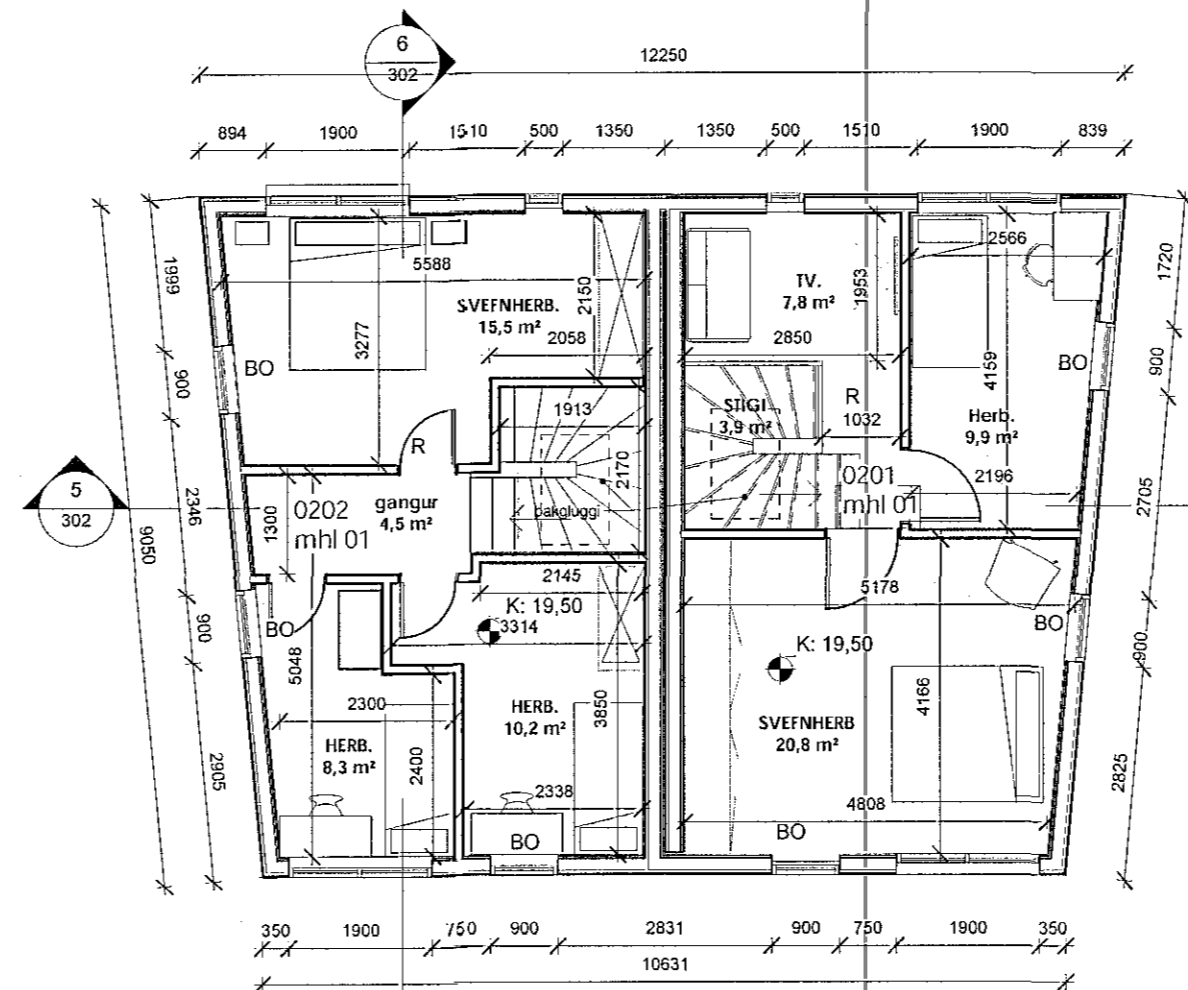 6
302
12250
894 1900 1510 500 1350 1350 500 1510 1900 839
1999
900
2346
900
2905
9050
5588
SVEFNHERB.
15,5 m²
2150
2058
3277
BO
R
1913
2170
þakgluggi
5
302
1300
0202
mhl 01
gangur
4,5 m²
BO
5048
2300
HERB.
8,3 m²
2400
2145
K: 19,50
3314
HERB.
10,2 m²
3850
2338
BO
TV.
7,8 m²
1953
2850
STIGI
3,9 m²
R
1032
0201
mhl 01
2566
4159
BO
Herb.
9,9 m²
2196
5178
BO
K: 19,50
4166
SVEFNHERB
20,8 m²
4808
BO
1720
900
2705
900
2825
350 1900 750 900 2831 900 750 1900 350
10631